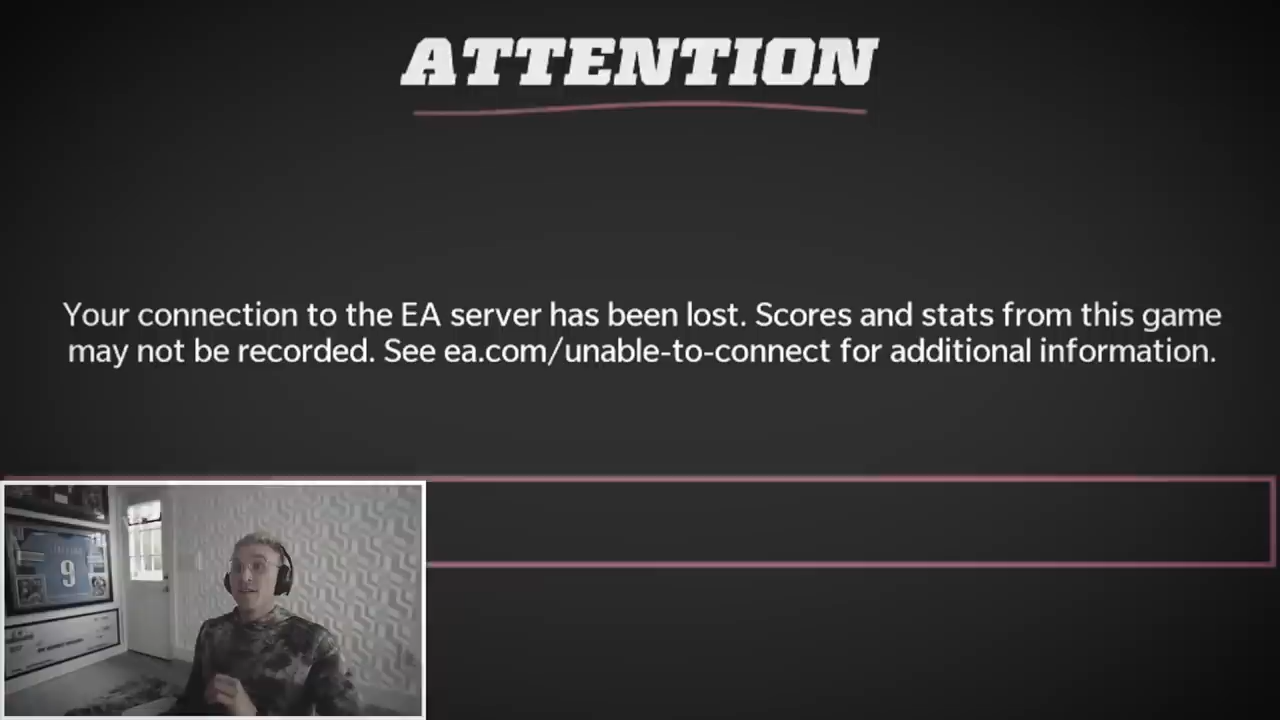 ATTENTION
Your connection to the EA server has been lost. Scores and stats from this game
may not be recorded. See ea.com/unable-to-connect for additional information.
9